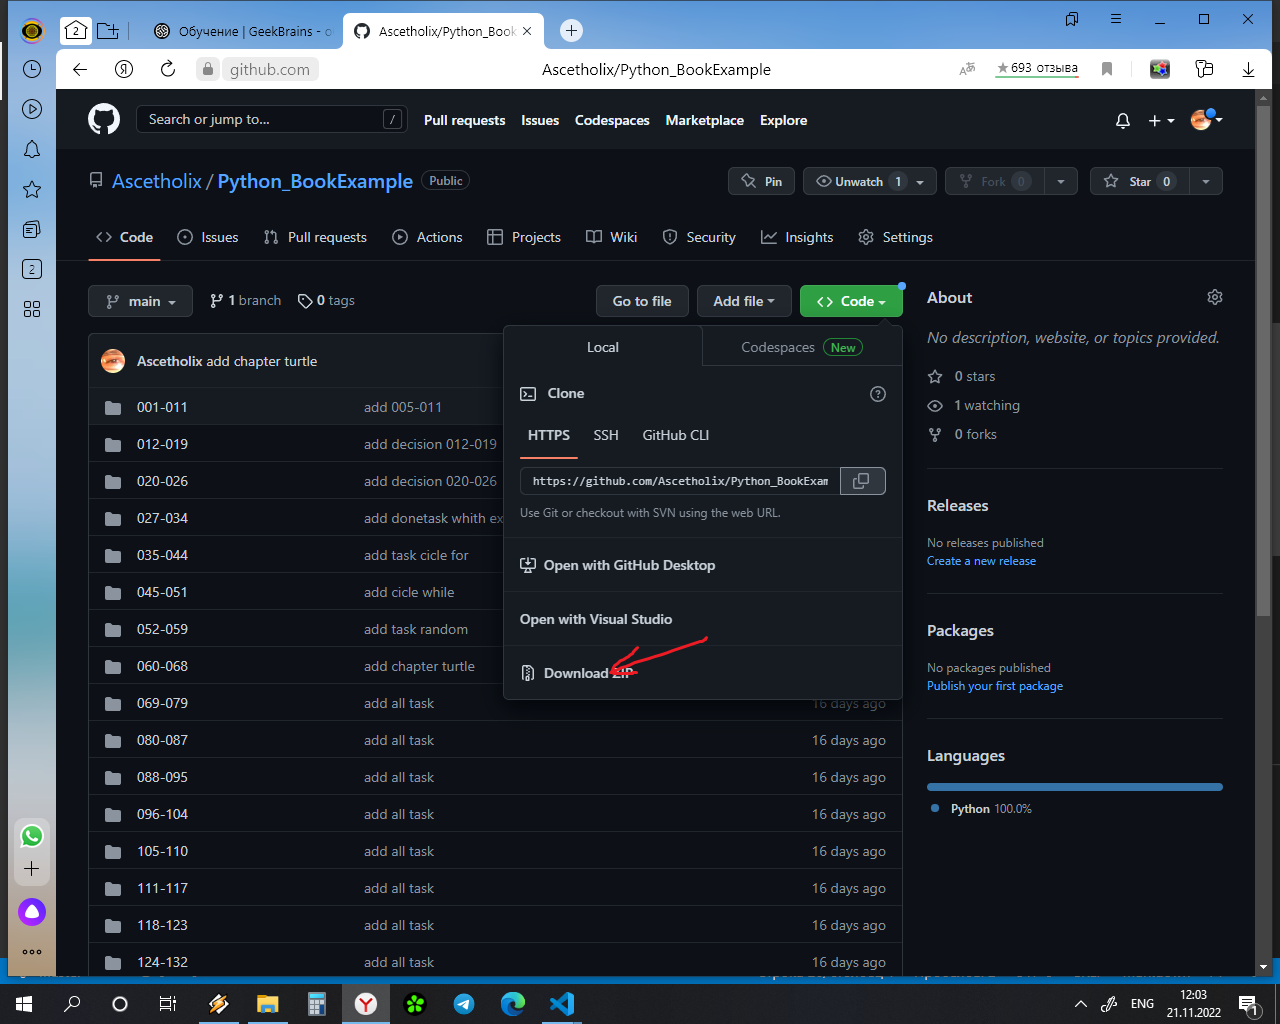 2
Обучение | GeekBrains - о
Ascetholix/Python_Book
Я
github.com
Ascetholix/Python_BookExample
693 отзыва
Search or jump to...
/
Pull requests
Issues
Codespaces
Marketplace
Explore
Ascetholix / Python_BookExample
Public
Pin
Unwatch 1
Fork 0
Star 0
Code
Issues
Pull requests
Actions
Projects
Wiki
Security
Insights
Settings
main
1 branch
0 tags
Go to file
Add file
Code
About
No description, website, or topics provided.
0 stars
1 watching
0 forks
Releases
No releases published
Create a new release
Packages
No packages published
Publish your first package
Languages
Python 100.0%
Ascetholix add chapter turtle
001-011 add 005-011
012-019 add decision 012-019
020-026 add decision 020-026
027-034 add donetask whith ex
035-044 add task cicle for
045-051 add cicle while
052-059 add task random
060-068 add chapter turtle
069-079 add all task 16 days ago
080-087 add all task 16 days ago
088-095 add all task 16 days ago
096-104 add all task 16 days ago
105-110 add all task 16 days ago
111-117 add all task 16 days ago
118-123 add all task 16 days ago
124-132 add all task 16 days ago
Local
Codespaces New
Clone
HTTPS
SSH
GitHub CLI
https://github.com/Ascetholix/Python_BookExam
Use Git or checkout with SVN using the web URL.
Open with GitHub Desktop
Open with Visual Studio
Download ZIP
2
ENG
12:03
21.11.2022
1